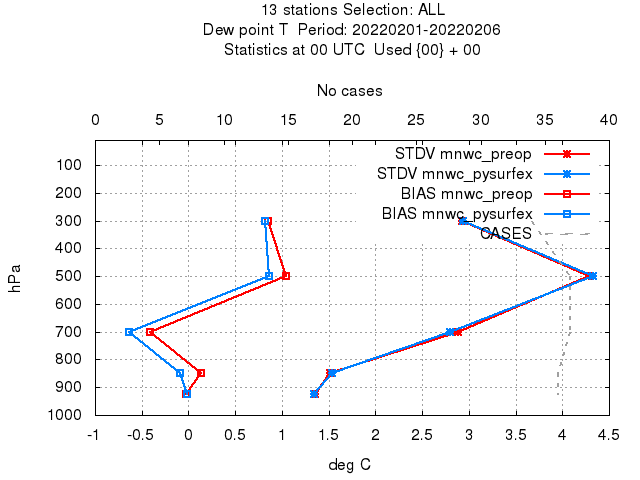 13 stations Selection: ALL
Dew point T  Period: 20220201-20220206
Statistics at 00 UTC  Used {00} + 00
No cases
0 5 10 15 20 25 30 35 40
STDV mnwc_preop
STDV mnwc_pysurfex
BIAS mnwc_preop
BIAS mnwc_pysurfex
CASES
100
200
300
400
500
600
700
800
900
1000
hPa
-1 -0.5 0 0.5 1 1.5 2 2.5 3 3.5 4 4.5
deg C